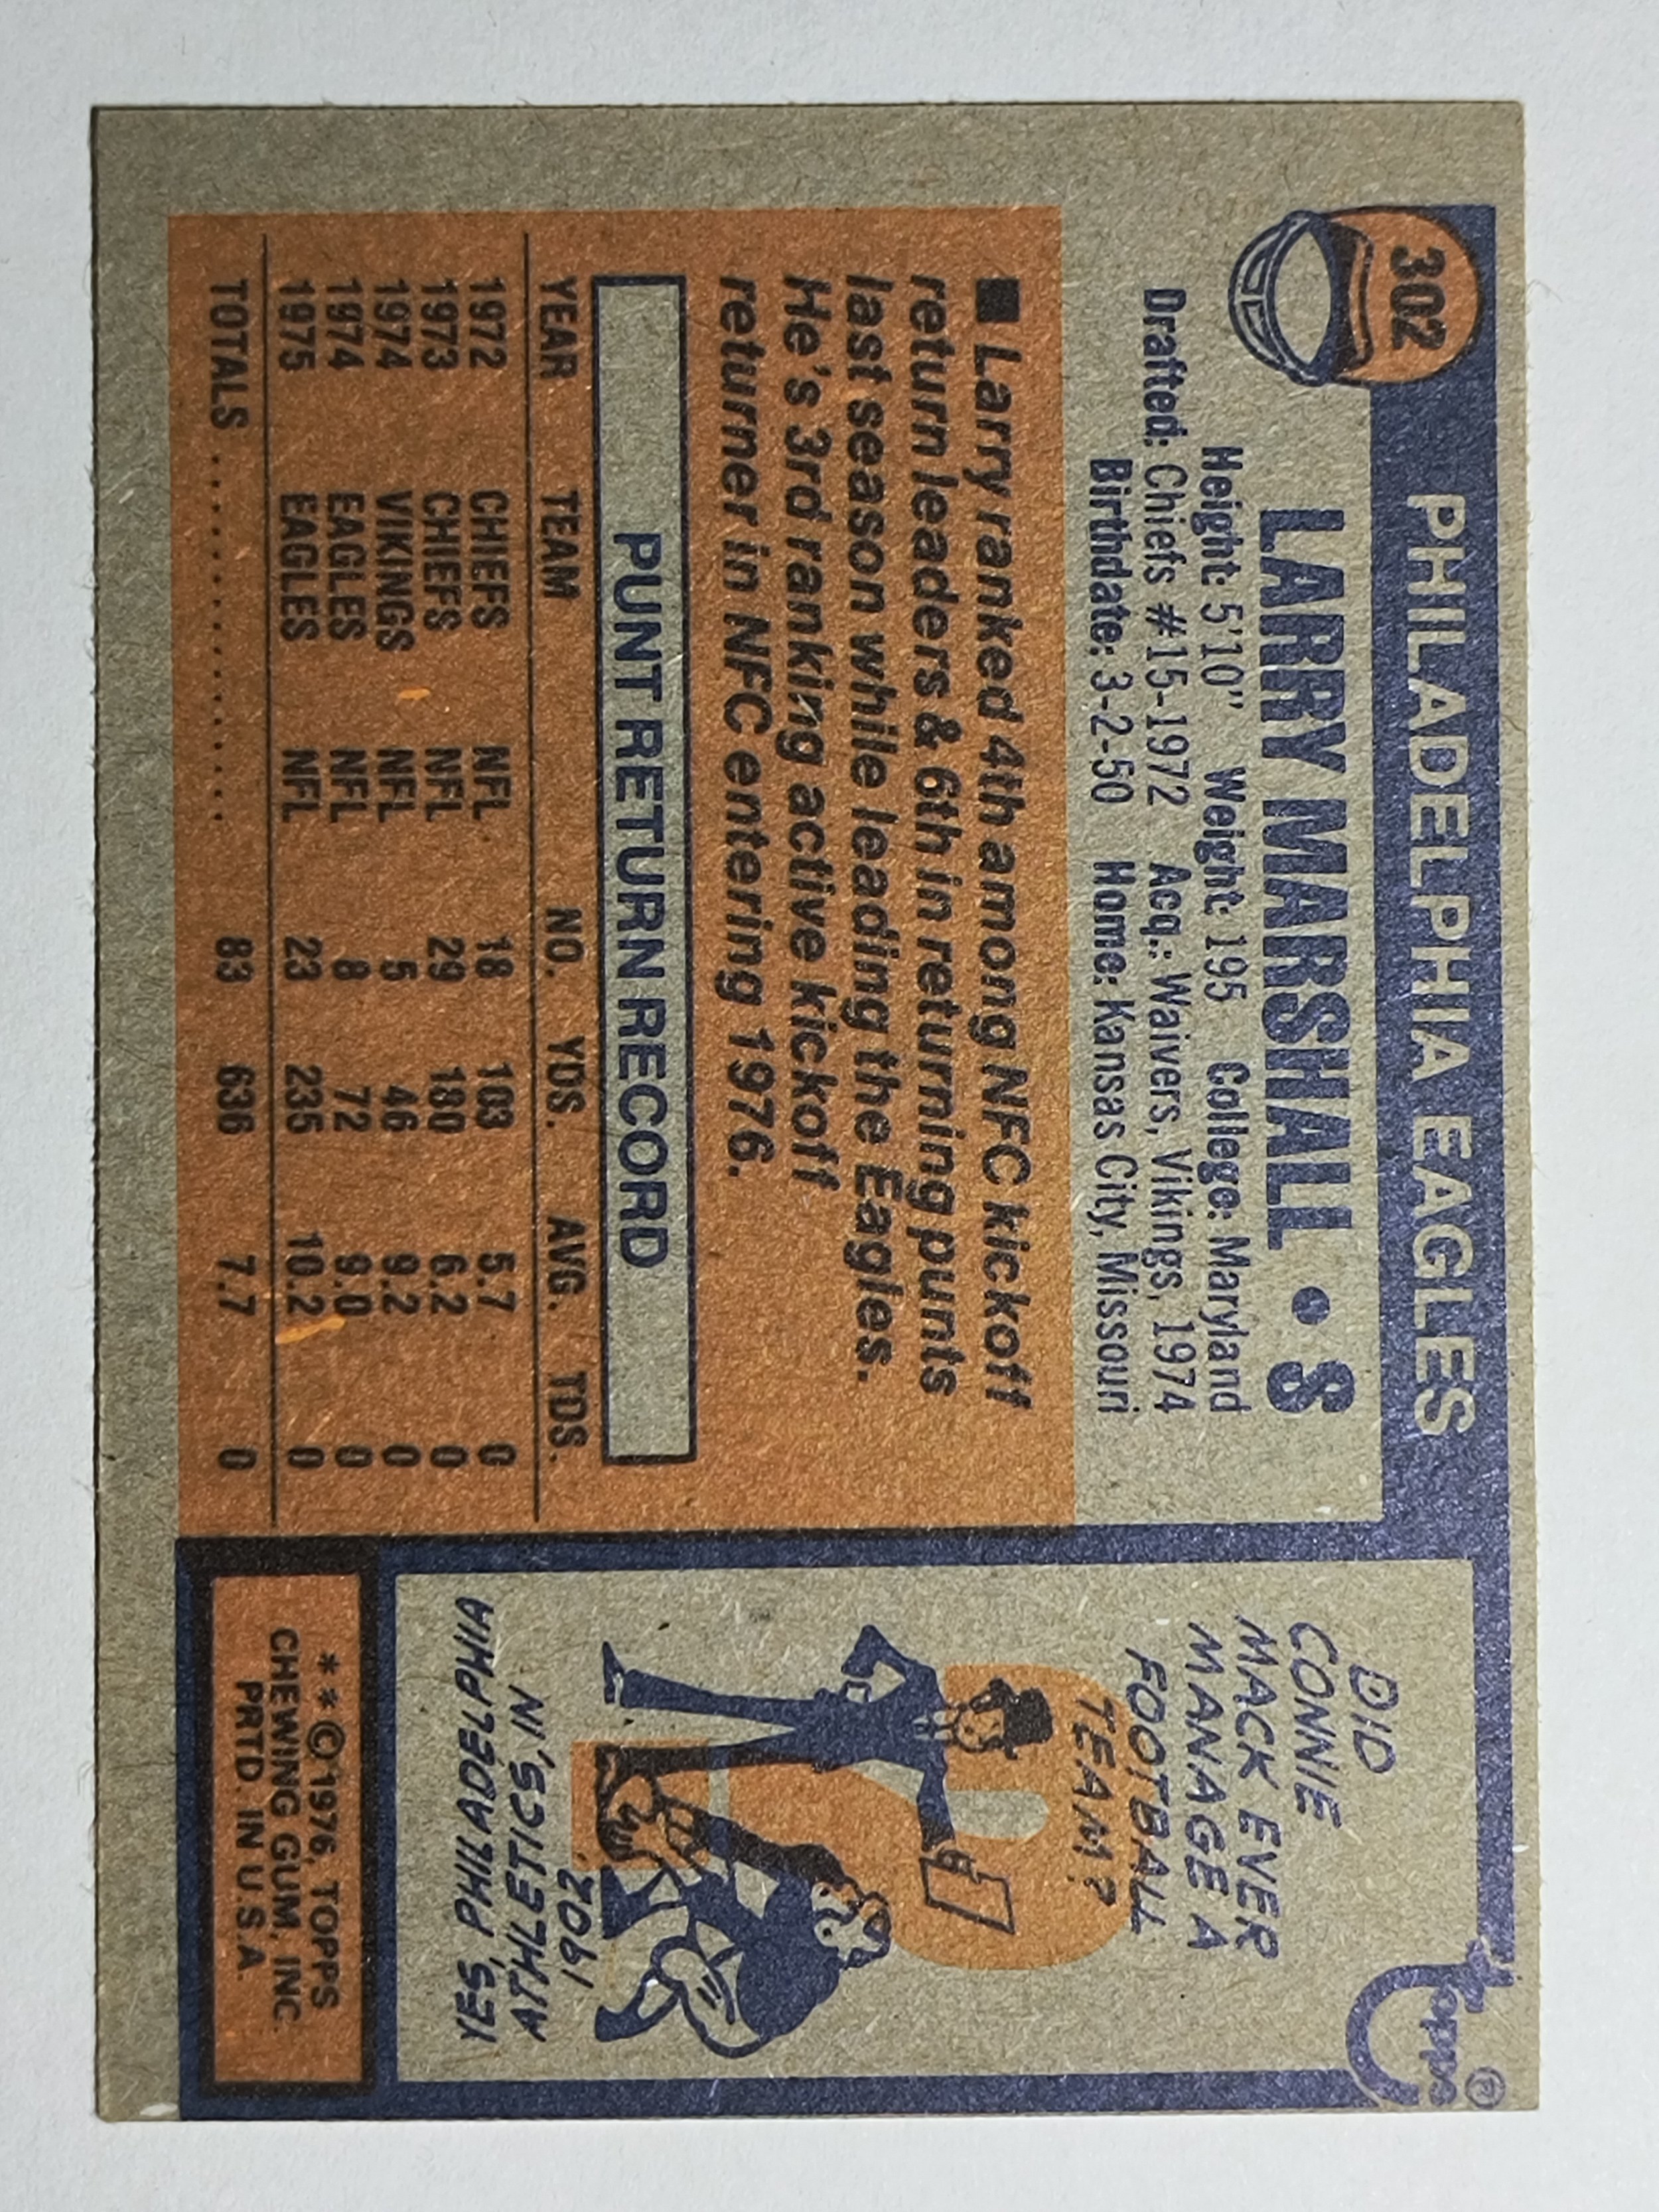 302
PHILADELPHIA EAGLES
LARRY MARSHALL • S
Height: 5'10" Weight: 195 College: Maryland
Drafted: Chiefs #15-1972 Acq.: Waivers, Vikings, 1974
Birthdate: 3-2-50 Home: Kansas City, Missouri
■ Larry ranked 4th among NFC kickoff
return leaders & 6th in returning punts
last season while leading the Eagles.
He's 3rd ranking active kickoff
returner in NFC entering 1976.
PUNT RETURN RECORD
YEAR TEAM NO. YDS. AVG. TDS.
1972 CHIEFS NFL 18 103 5.7 0
1973 CHIEFS NFL 29 180 6.2 0
1974 VIKINGS NFL 5 46 9.2 0
1974 EAGLES NFL 8 72 9.0 0
1975 EAGLES NFL 23 235 10.2 0
TOTALS .................. 83 636 7.7 0
Topps ®
DID
CONNIE
MACK EVER
MANAGE A
FOOTBALL
TEAM?
YES, PHILADELPHIA
ATHLETICS, IN
1902.
* * © 1976, TOPPS
CHEWING GUM, INC.
PRTD. IN U.S.A.